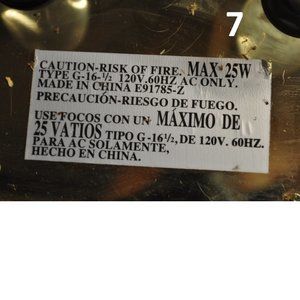 7
CAUTION-RISK OF FIRE. MAX 25W
TYPE G-16-1/2 120V.60HZ AC ONLY.
MADE IN CHINA E91785-Z
PRECAUCIÓN-RIESGO DE FUEGO.
USE FOCOS CON UN MÁXIMO DE
25 VATIOS TIPO G-16 1/2, DE 120V. 60HZ.
PARA AC SOLAMENTE,
HECHO EN CHINA.